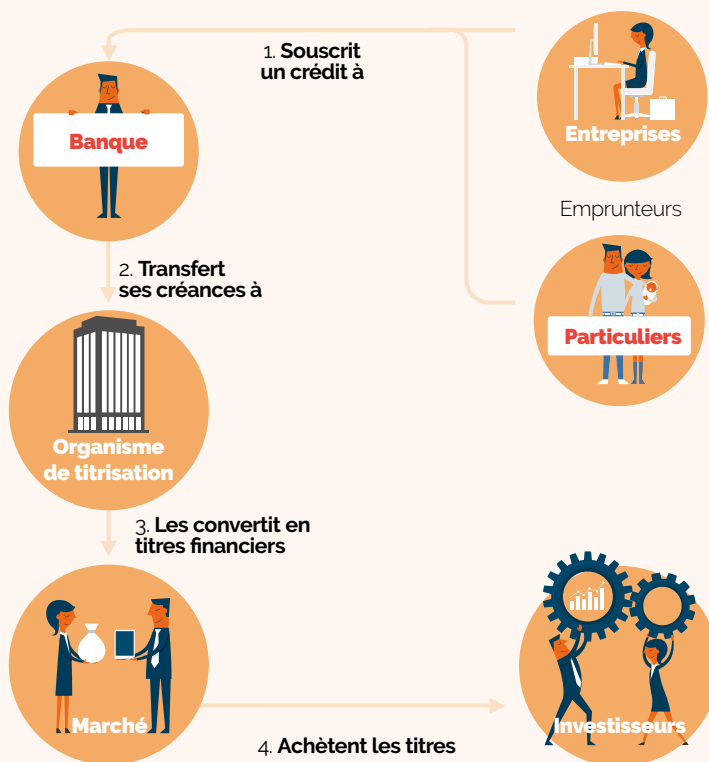 1. Souscrit
un crédit à
Banque
Entreprises
Emprunteurs
2. Transfert
ses créances à
Particuliers
Organisme
de titrisation
3. Les convertit en
titres financiers
Marché
Investisseurs
4. Achètent les titres